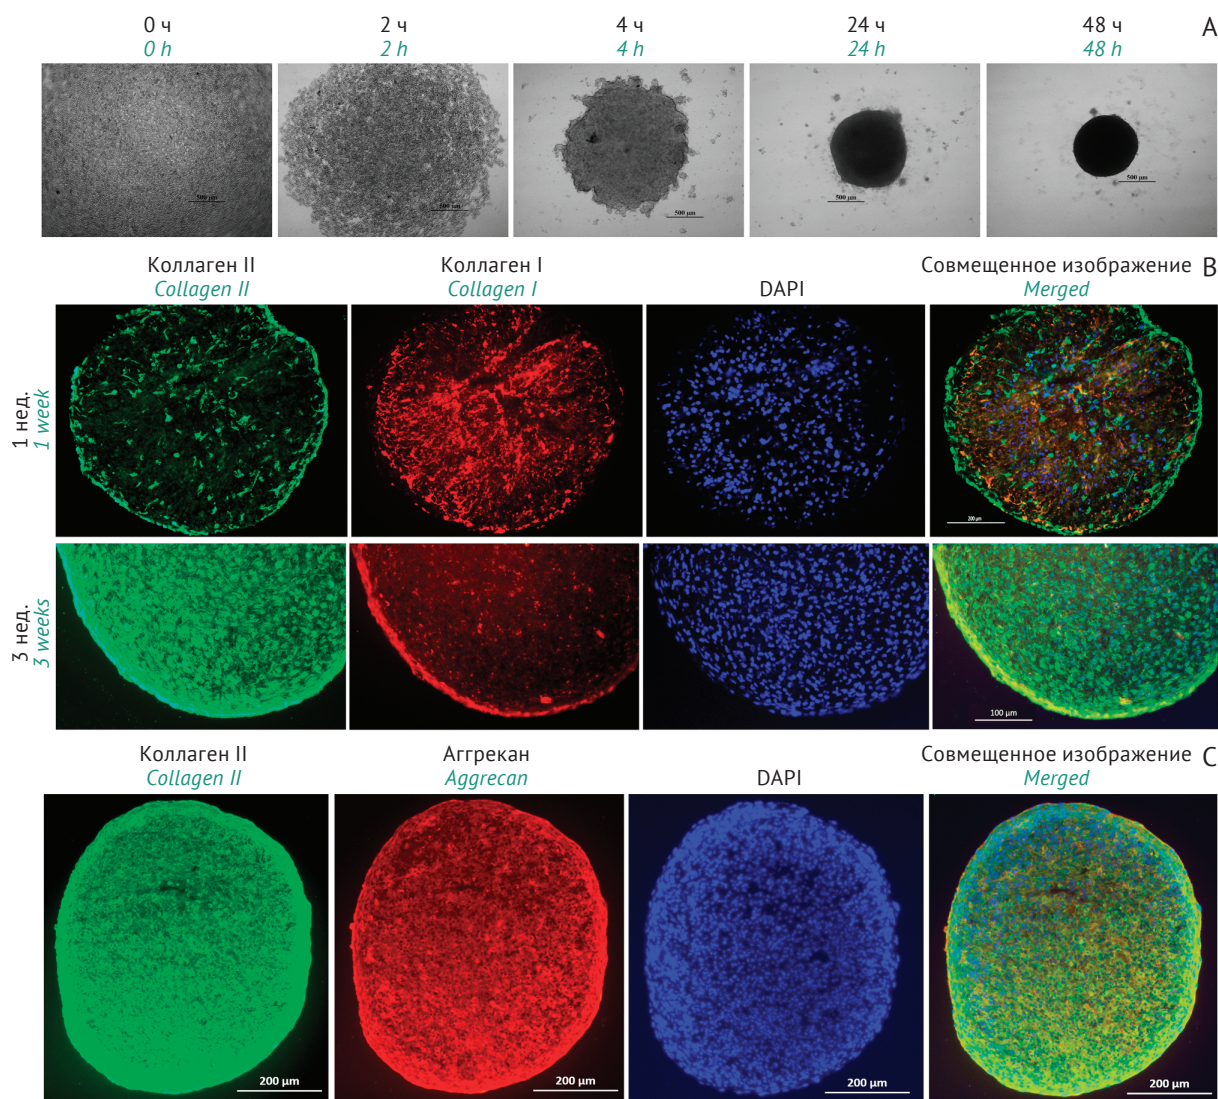 0 ч 2 ч 4 ч 24 ч 48 ч A
0 h 2 h 4 h 24 h 48 h
500 µm 500 µm 500 µm 500 µm 500 µm
Коллаген II Коллаген I DAPI Совмещенное изображение B
Collagen II Collagen I Merged
1 нед.
1 week
200 µm
3 нед.
3 weeks
100 µm
Коллаген II Аггрекан DAPI Совмещенное изображение C
Collagen II Aggrecan Merged
200 µm 200 µm 200 µm 200 µm